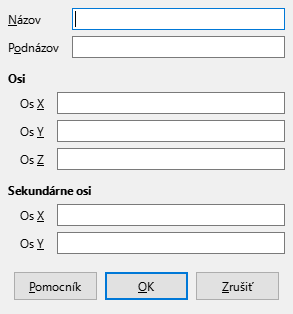 Názov
Podnázov
Osi
Os X
Os Y
Os Z
Sekundárne osi
Os X
Os Y
Pomocník OK Zrušiť